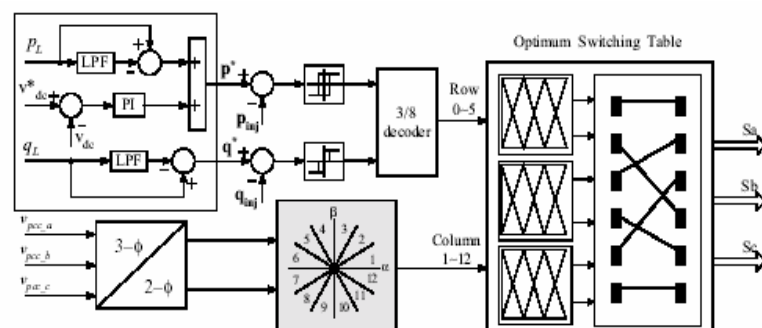 Optimum Switching Table
p_L
LPF
v*_dc
PI
v_dc
q_L
LPF
p*
p_inj
q*
q_inj
3/8
decoder
Row
0–5
Sa
Sb
Sc
v_pcc_a
v_pcc_b
v_pcc_c
3–ϕ
2–ϕ
β
α
1
2
3
4
5
6
7
8
9
10
11
12
Column
1–12